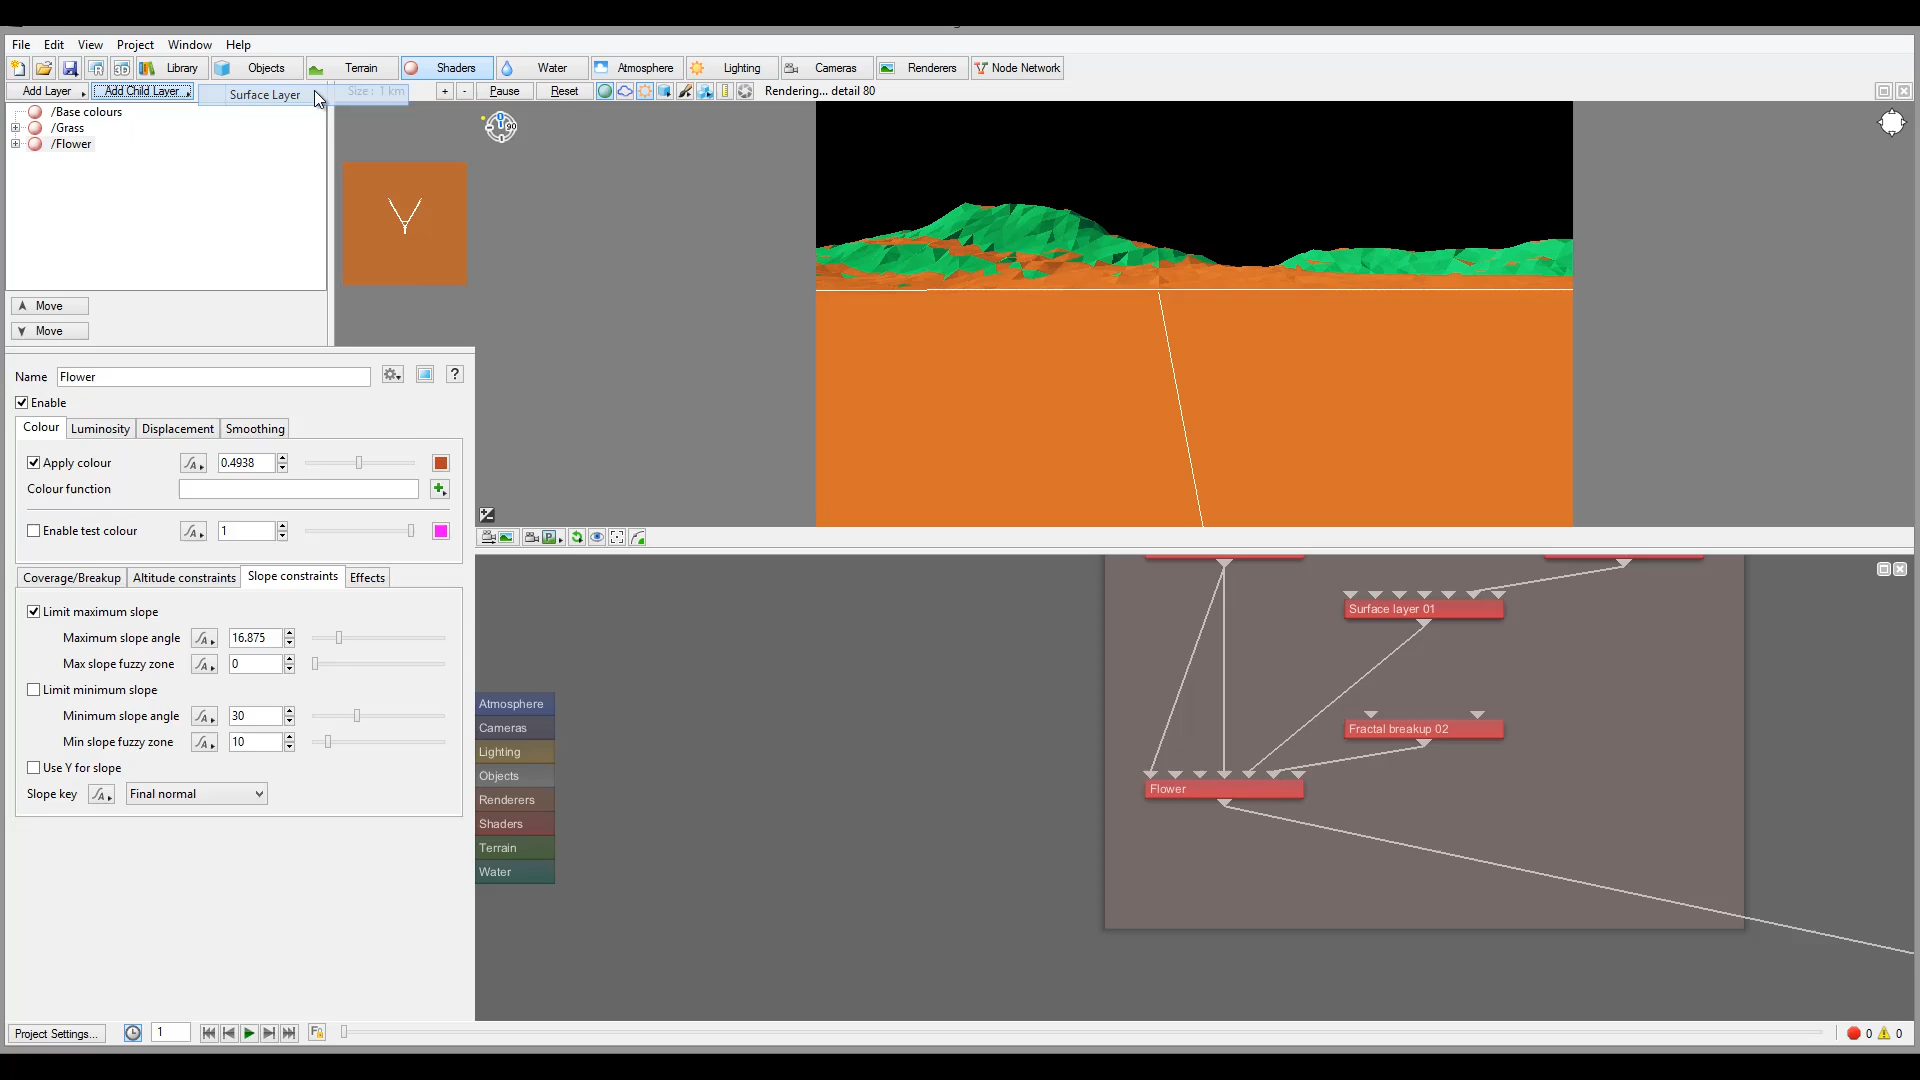 File Edit View Project Window Help
Library Objects Terrain Shaders Water Atmosphere Lighting Cameras Renderers Node Network
Add Layer Add Child Layer Surface Layer Size : 1 km + - Pause Reset Rendering... detail 80
/Base colours
/Grass
/Flower
90
Move
Move
Name Flower ?
Enable
Colour Luminosity Displacement Smoothing
Apply colour 0.4938
Colour function
Enable test colour 1
Coverage/Breakup Altitude constraints Slope constraints Effects
Limit maximum slope
Maximum slope angle 16.875
Max slope fuzzy zone 0
Limit minimum slope
Minimum slope angle 30
Min slope fuzzy zone 10
Use Y for slope
Slope key Final normal
Atmosphere
Cameras
Lighting
Objects
Renderers
Shaders
Terrain
Water
Surface layer 01
Fractal breakup 02
Flower
Project Settings... 1 0 0